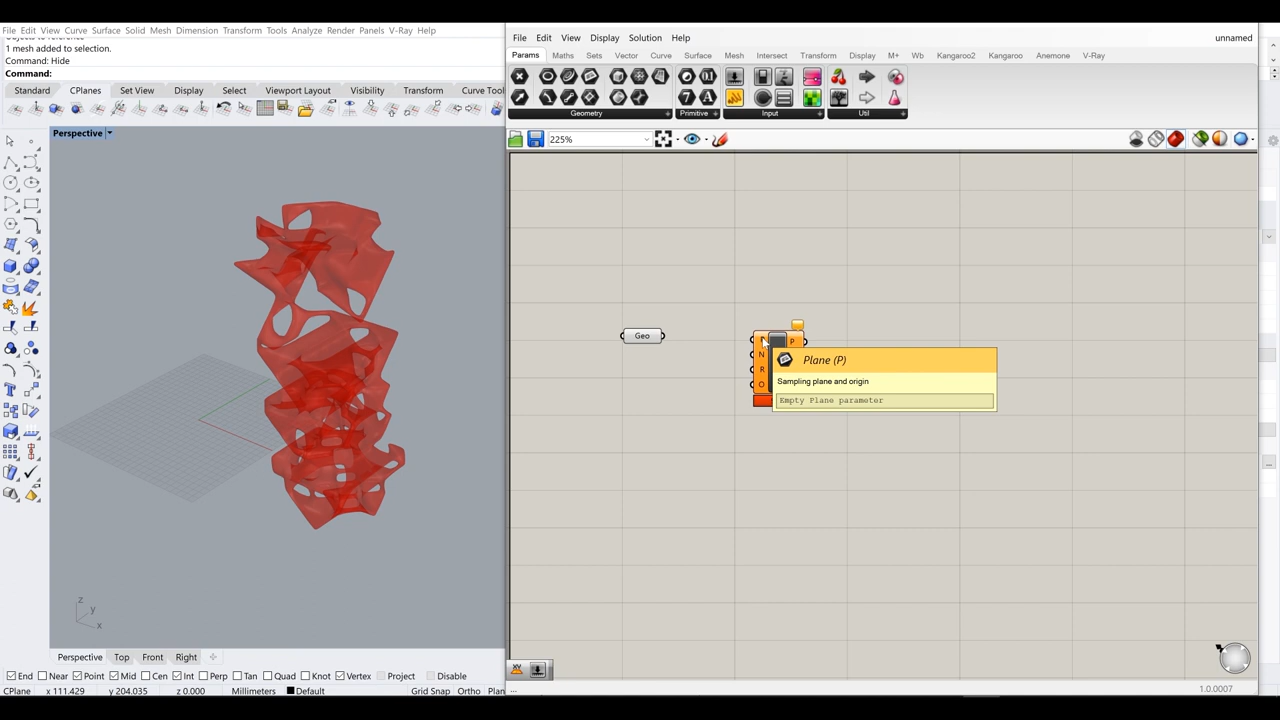 File Edit View Curve Surface Solid Mesh Dimension Transform Tools Analyze Render Panels V-Ray Help
1 mesh added to selection.
Command: Hide
Command:
Standard CPlanes Set View Display Select Viewport Layout Visibility Transform Curve Tool
Perspective
z
y
x
Perspective Top Front Right
End Near Point Mid Cen Int Perp Tan Quad Knot Vertex Project Disable
CPlane x 111.429 y 204.035 z 0.000 Millimeters Default Grid Snap Ortho Plan
File Edit View Display Solution Help unnamed
Params Maths Sets Vector Curve Surface Mesh Intersect Transform Display M+ Wb Kangaroo2 Kangaroo Anemone V-Ray
Geometry Primitive Input Util
225%
Geo
P
N
R
O
Plane (P)
Sampling plane and origin
Empty Plane parameter
...
1.0.0007